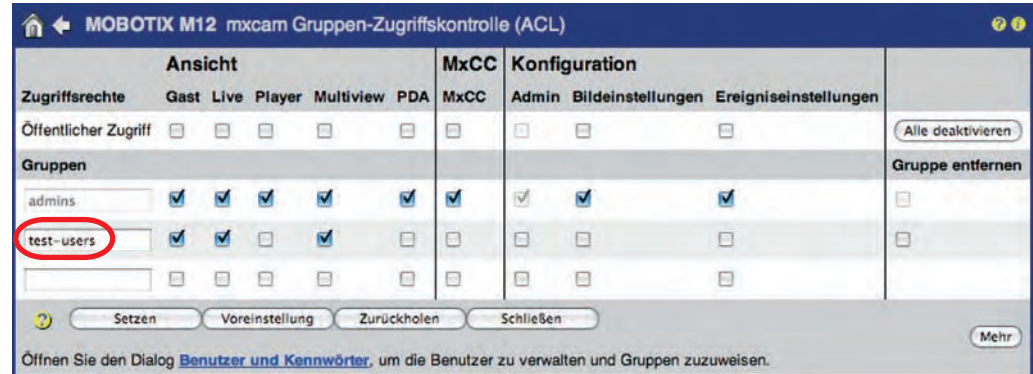 MOBOTIX M12 mxcam Gruppen-Zugriffskontrolle (ACL)
Ansicht MxCC Konfiguration
Zugriffsrechte Gast Live Player Multiview PDA MxCC Admin Bildeinstellungen Ereigniseinstellungen
Öffentlicher Zugriff Alle deaktivieren
Gruppen Gruppe entfernen
admins
test-users
Setzen Voreinstellung Zurückholen Schließen
Mehr
Öffnen Sie den Dialog Benutzer und Kennwörter, um die Benutzer zu verwalten und Gruppen zuzuweisen.